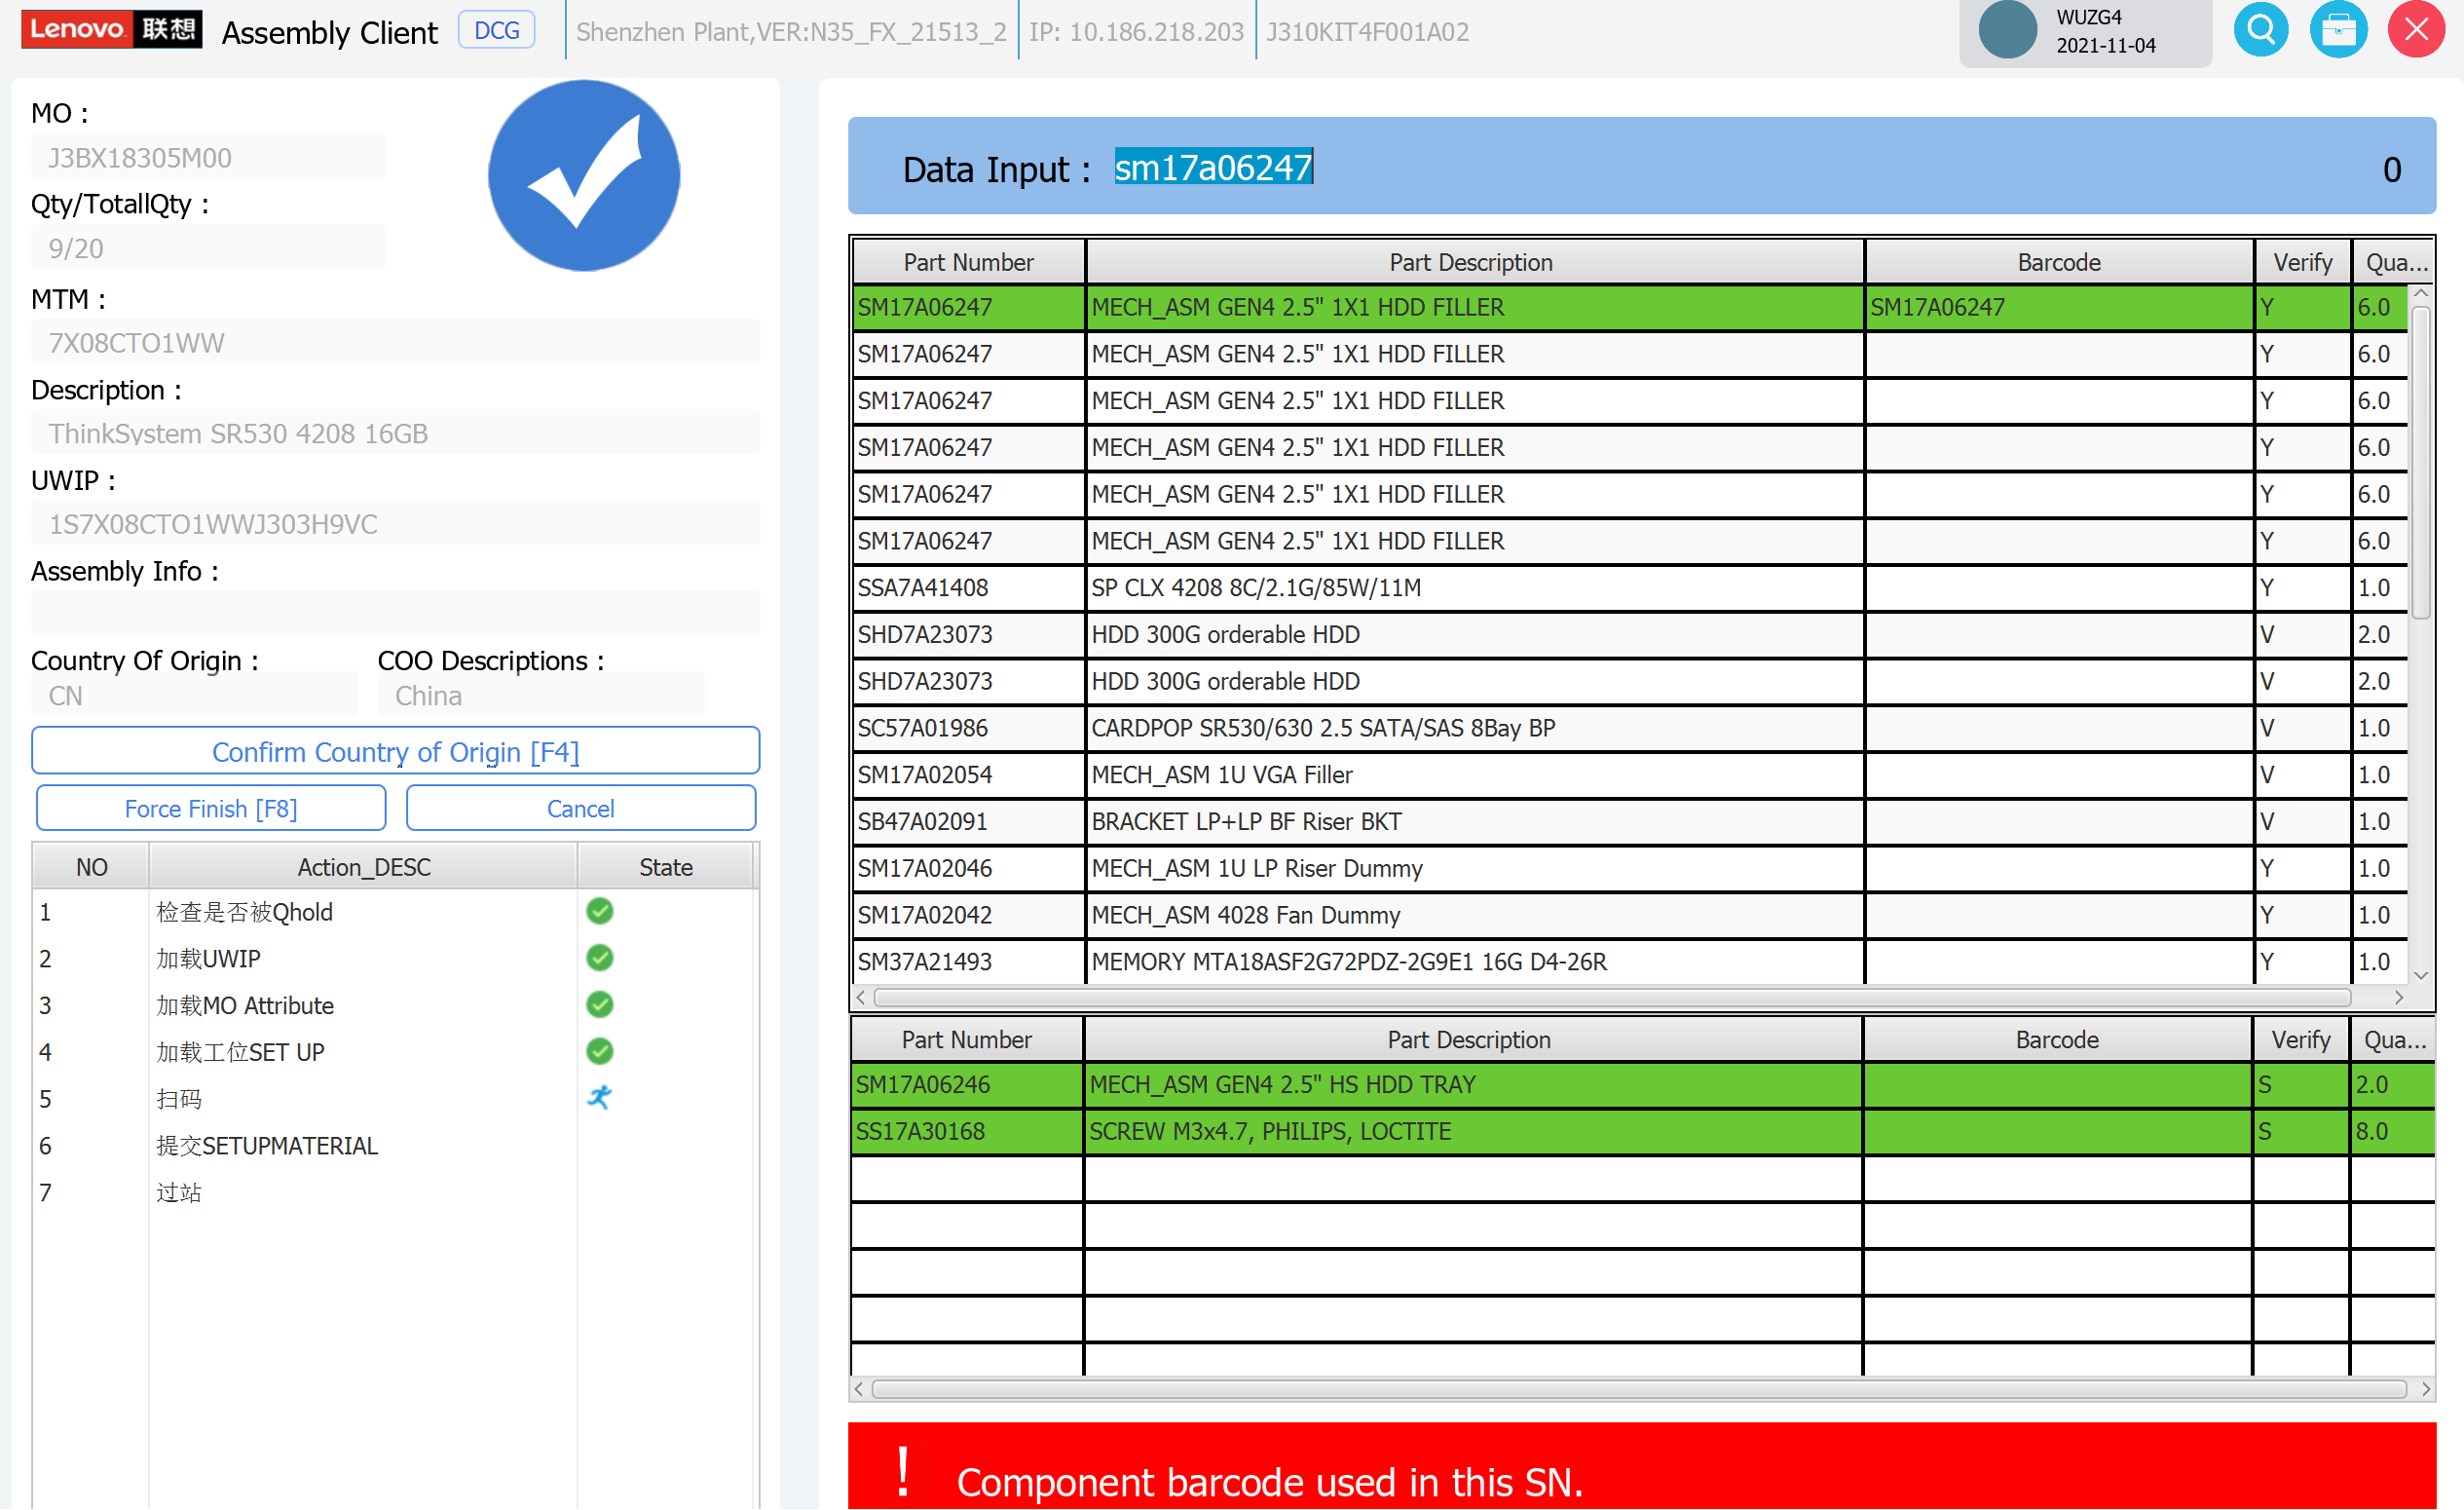 Lenovo 联想 Assembly Client DCG Shenzhen Plant,VER:N35_FX_21513_2 IP: 10.186.218.203 J310KIT4F001A02 WUZG4
2021-11-04
MO :
J3BX18305M00
Qty/TotallQty :
9/20
MTM :
7X08CTO1WW
Description :
ThinkSystem SR530 4208 16GB
UWIP :
1S7X08CTO1WWJ303H9VC
Assembly Info :
Country Of Origin : COO Descriptions :
CN China
Confirm Country of Origin [F4]
Force Finish [F8] Cancel
NO Action_DESC State
1 检查是否被Qhold
2 加载UWIP
3 加载MO Attribute
4 加载工位SET UP
5 扫码
6 提交SETUPMATERIAL
7 过站
Data Input : sm17a06247 0
Part Number Part Description Barcode Verify Qua...
SM17A06247 MECH_ASM GEN4 2.5" 1X1 HDD FILLER SM17A06247 Y 6.0
SM17A06247 MECH_ASM GEN4 2.5" 1X1 HDD FILLER Y 6.0
SM17A06247 MECH_ASM GEN4 2.5" 1X1 HDD FILLER Y 6.0
SM17A06247 MECH_ASM GEN4 2.5" 1X1 HDD FILLER Y 6.0
SM17A06247 MECH_ASM GEN4 2.5" 1X1 HDD FILLER Y 6.0
SM17A06247 MECH_ASM GEN4 2.5" 1X1 HDD FILLER Y 6.0
SSA7A41408 SP CLX 4208 8C/2.1G/85W/11M Y 1.0
SHD7A23073 HDD 300G orderable HDD V 2.0
SHD7A23073 HDD 300G orderable HDD V 2.0
SC57A01986 CARDPOP SR530/630 2.5 SATA/SAS 8Bay BP V 1.0
SM17A02054 MECH_ASM 1U VGA Filler V 1.0
SB47A02091 BRACKET LP+LP BF Riser BKT V 1.0
SM17A02046 MECH_ASM 1U LP Riser Dummy Y 1.0
SM17A02042 MECH_ASM 4028 Fan Dummy Y 1.0
SM37A21493 MEMORY MTA18ASF2G72PDZ-2G9E1 16G D4-26R Y 1.0
Part Number Part Description Barcode Verify Qua...
SM17A06246 MECH_ASM GEN4 2.5" HS HDD TRAY S 2.0
SS17A30168 SCREW M3x4.7, PHILIPS, LOCTITE S 8.0
! Component barcode used in this SN.